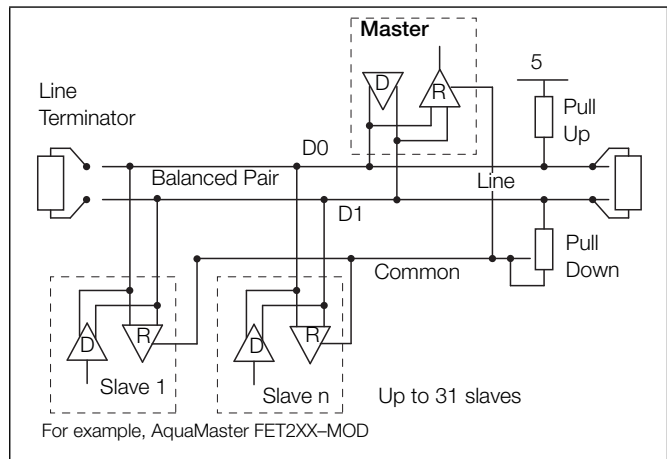 Master
5
D
R
Pull
Up
Line
Terminator
D0
Balanced Pair
Line
D1
Pull
Down
Common
D
R
Slave 1
D
R
Slave n
Up to 31 slaves
For example, AquaMaster FET2XX–MOD